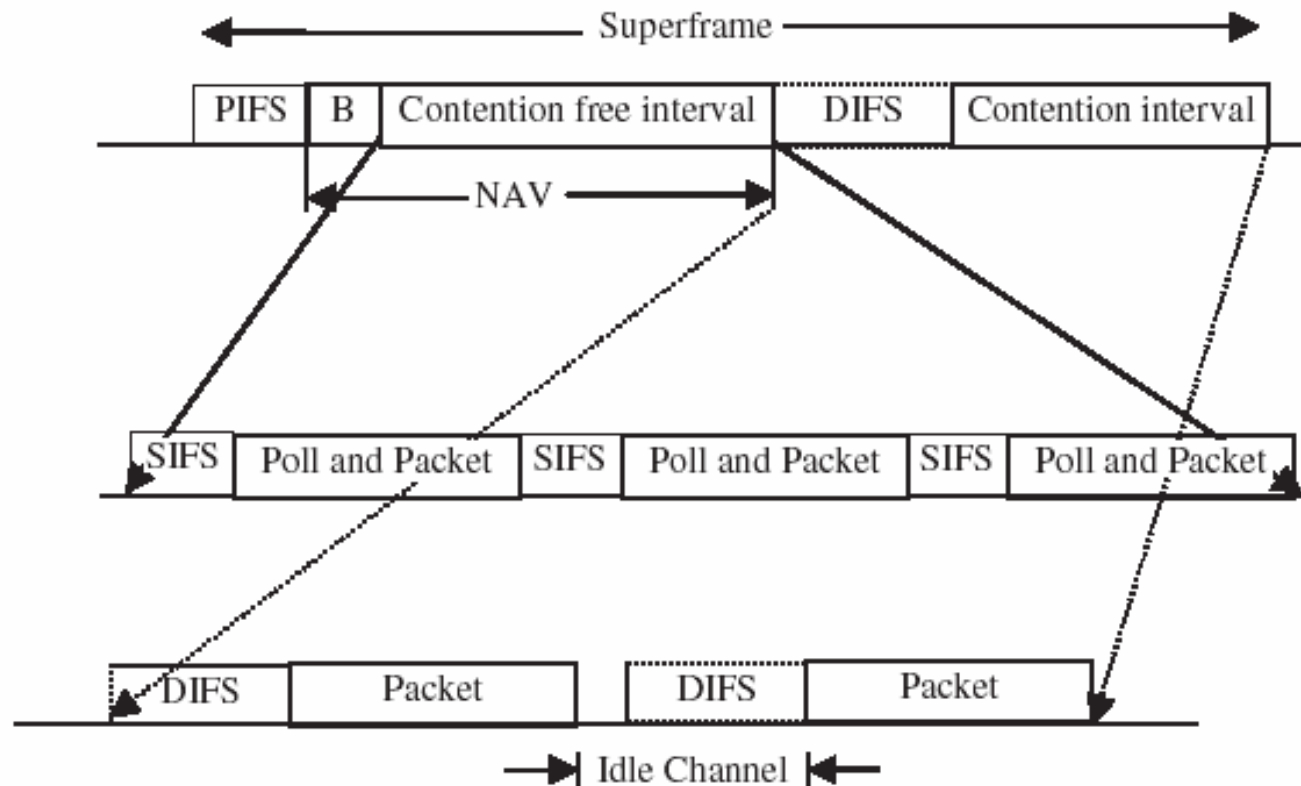 Superframe
PIFS B Contention free interval DIFS Contention interval
NAV
SIFS Poll and Packet SIFS Poll and Packet SIFS Poll and Packet
DIFS Packet DIFS Packet
Idle Channel